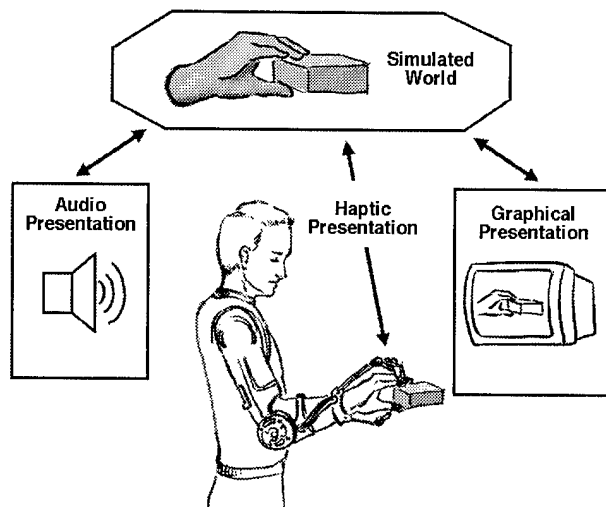 Simulated
World
Audio
Presentation
Haptic
Presentation
Graphical
Presentation